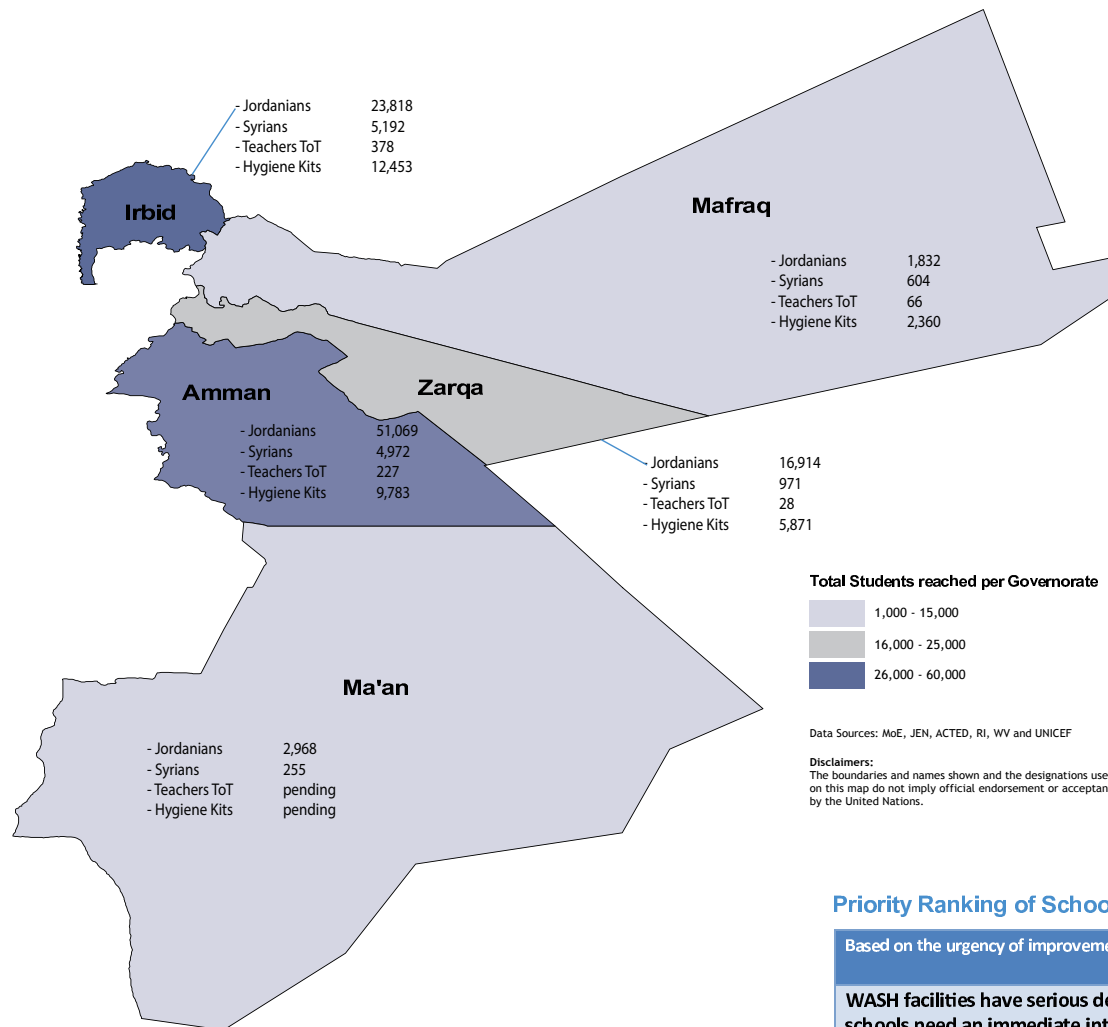 - Jordanians 23,818
- Syrians 5,192
- Teachers ToT 378
- Hygiene Kits 12,453
Irbid
Mafraq
- Jordanians 1,832
- Syrians 604
- Teachers ToT 66
- Hygiene Kits 2,360
Amman
- Jordanians 51,069
- Syrians 4,972
- Teachers ToT 227
- Hygiene Kits 9,783
Zarqa
- Jordanians 16,914
- Syrians 971
- Teachers ToT 28
- Hygiene Kits 5,871
Ma'an
- Jordanians 2,968
- Syrians 255
- Teachers ToT pending
- Hygiene Kits pending
Total Students reached per Governorate
1,000 - 15,000
16,000 - 25,000
26,000 - 60,000
Data Sources: MoE, JEN, ACTED, RI, WV and UNICEF
Disclaimers:
The boundaries and names shown and the designations use
on this map do not imply official endorsement or acceptan
by the United Nations.
Priority Ranking of Schoo
Based on the urgency of improveme
WASH facilities have serious de
schools need an immediate int